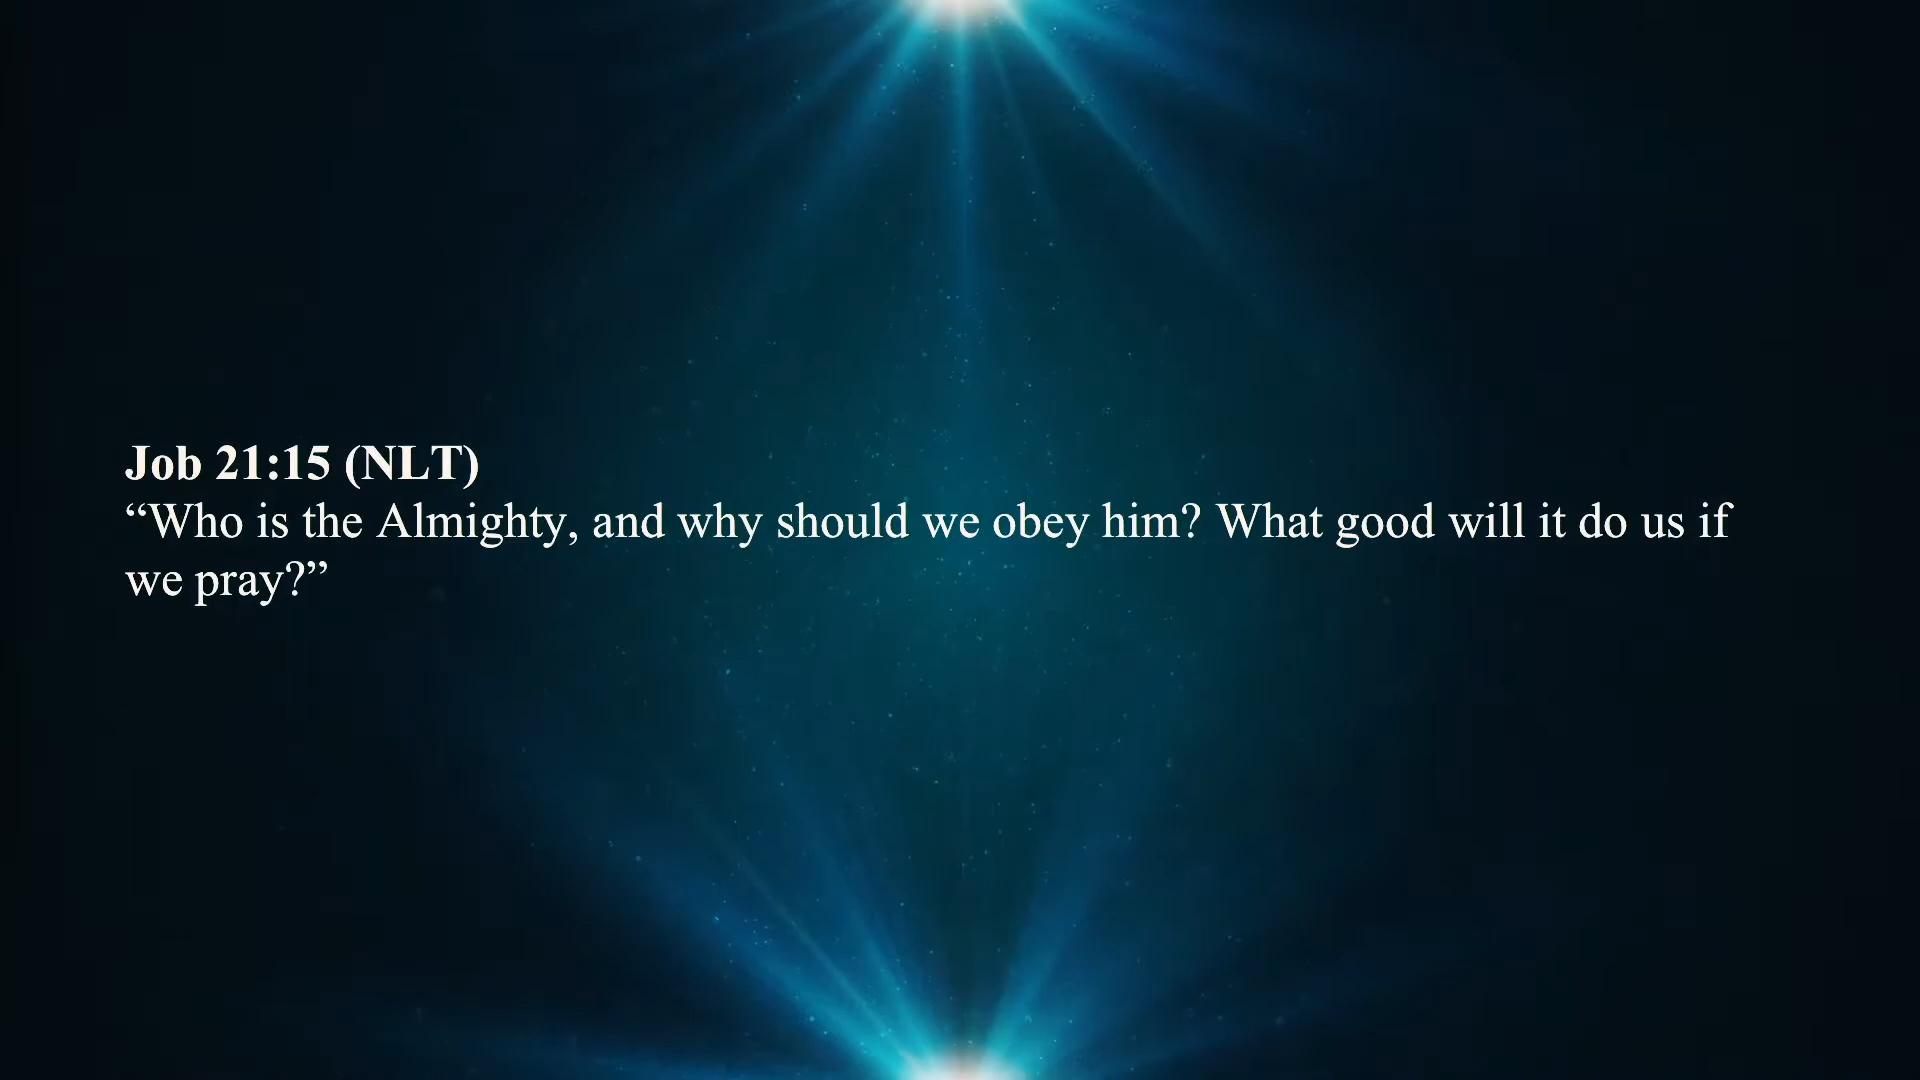 Job 21:15 (NLT)
“Who is the Almighty, and why should we obey him? What good will it do us if
we pray?”